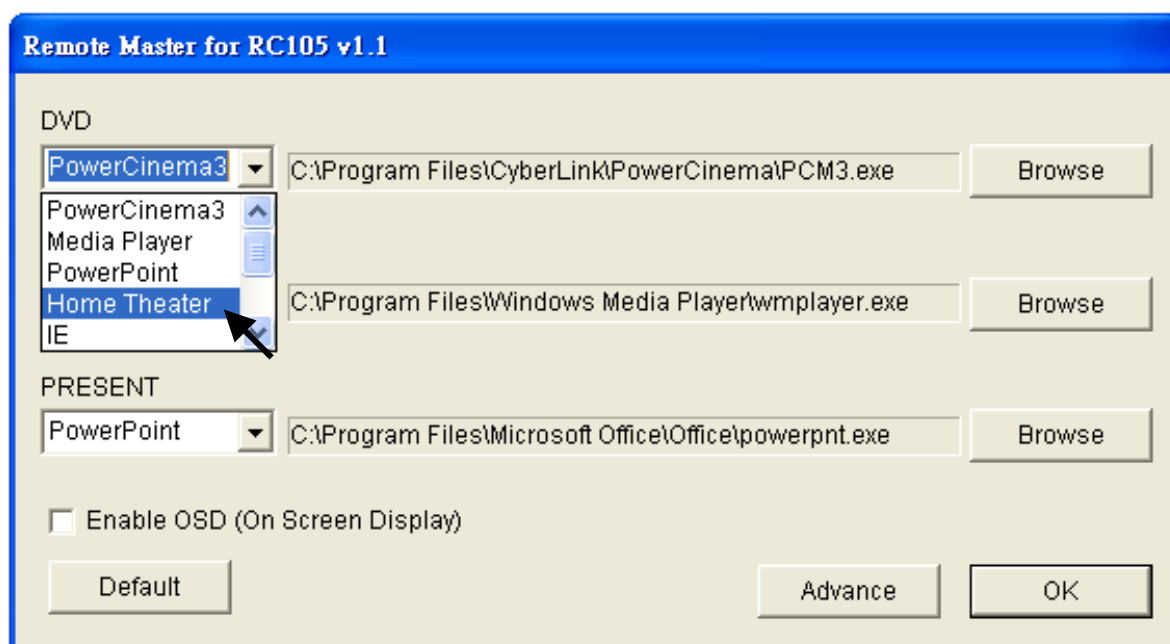 Remote Master for RC105 v1.1
DVD
PowerCinema3 C:\Program Files\CyberLink\PowerCinema\PCM3.exe Browse
PowerCinema3
Media Player
PowerPoint
Home Theater C:\Program Files\Windows Media Player\wmplayer.exe Browse
IE
PRESENT
PowerPoint C:\Program Files\Microsoft Office\Office\powerpnt.exe Browse
Enable OSD (On Screen Display)
Default Advance OK